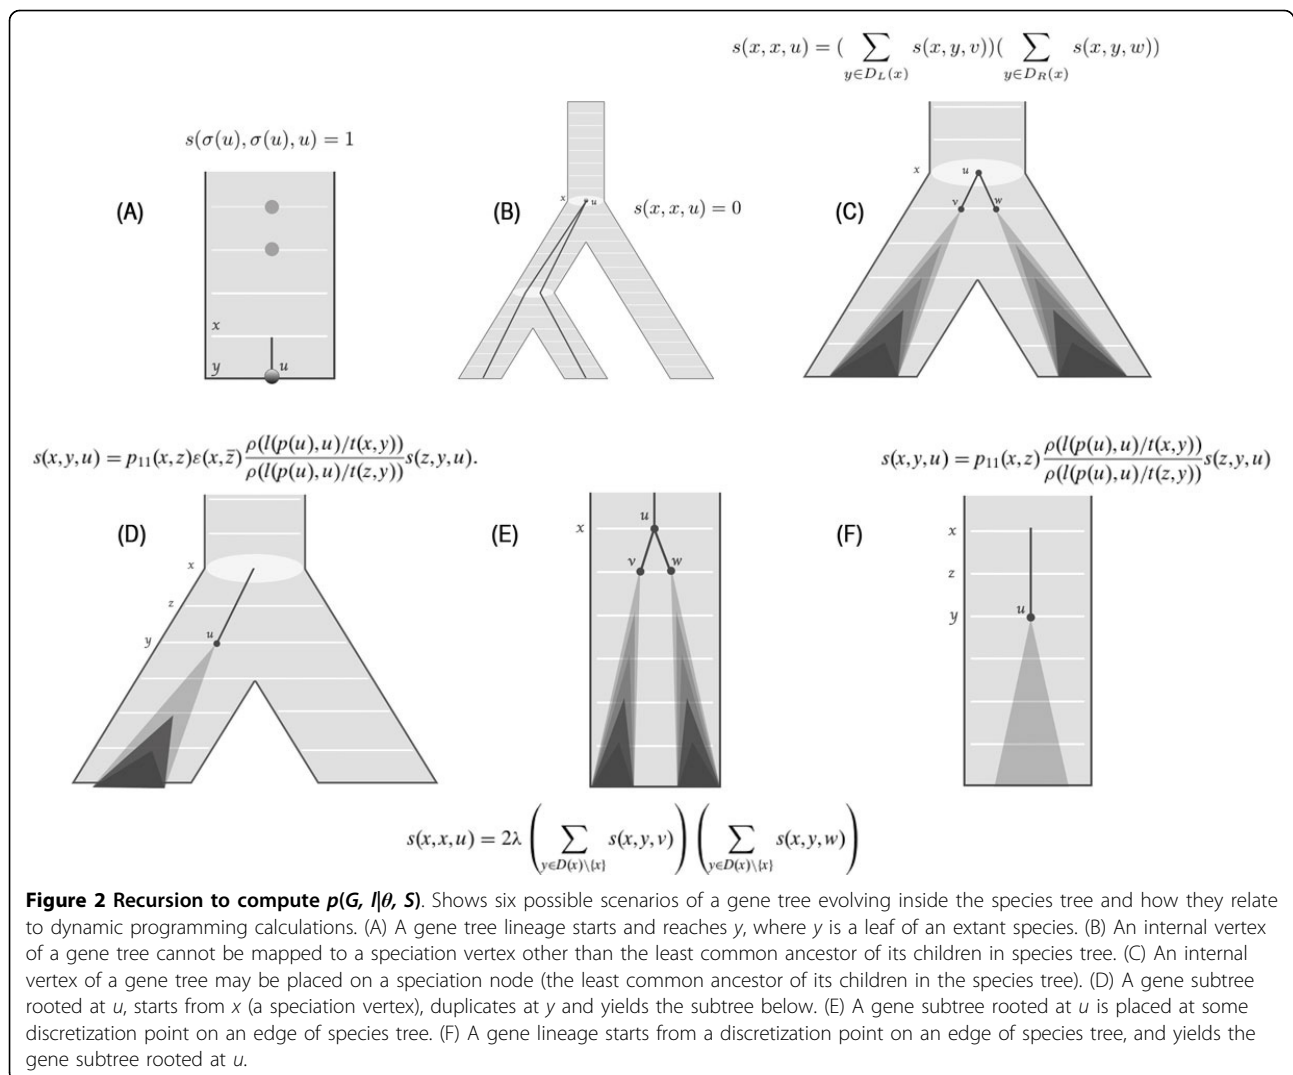 s(x, x, u) = ( ∑_{y∈D_L(x)} s(x, y, v))( ∑_{y∈D_R(x)} s(x, y, w))
s(σ(u), σ(u), u) = 1
(A)
x
y
u
(B)
x
u
s(x, x, u) = 0
(C)
x
u
v
w
s(x,y,u) = p₁₁(x,z)ε(x,z̄) ρ(l(p(u),u)/t(x,y)) / ρ(l(p(u),u)/t(z,y)) s(z,y,u).
s(x,y,u) = p₁₁(x,z) ρ(l(p(u),u)/t(x,y)) / ρ(l(p(u),u)/t(z,y)) s(z,y,u)
(D)
x
z
y
u
(E)
x
u
v
w
(F)
x
z
y
u
s(x,x,u) = 2λ ( ∑_{y∈D(x)\{x}} s(x,y,v) ) ( ∑_{y∈D(x)\{x}} s(x,y,w) )
Figure 2 Recursion to compute p(G, l|θ, S). Shows six possible scenarios of a gene tree evolving inside the species tree and how they relate
to dynamic programming calculations. (A) A gene tree lineage starts and reaches y, where y is a leaf of an extant species. (B) An internal vertex
of a gene tree cannot be mapped to a speciation vertex other than the least common ancestor of its children in species tree. (C) An internal
vertex of a gene tree may be placed on a speciation node (the least common ancestor of its children in the species tree). (D) A gene subtree
rooted at u, starts from x (a speciation vertex), duplicates at y and yields the subtree below. (E) A gene subtree rooted at u is placed at some
discretization point on an edge of species tree. (F) A gene lineage starts from a discretization point on an edge of species tree, and yields the
gene subtree rooted at u.